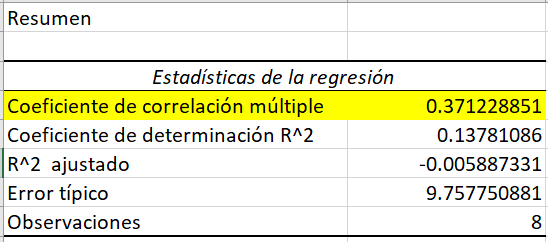 Resumen
Estadísticas de la regresión
Coeficiente de correlación múltiple 0.371228851
Coeficiente de determinación R^2 0.13781086
R^2  ajustado -0.005887331
Error típico 9.757750881
Observaciones 8